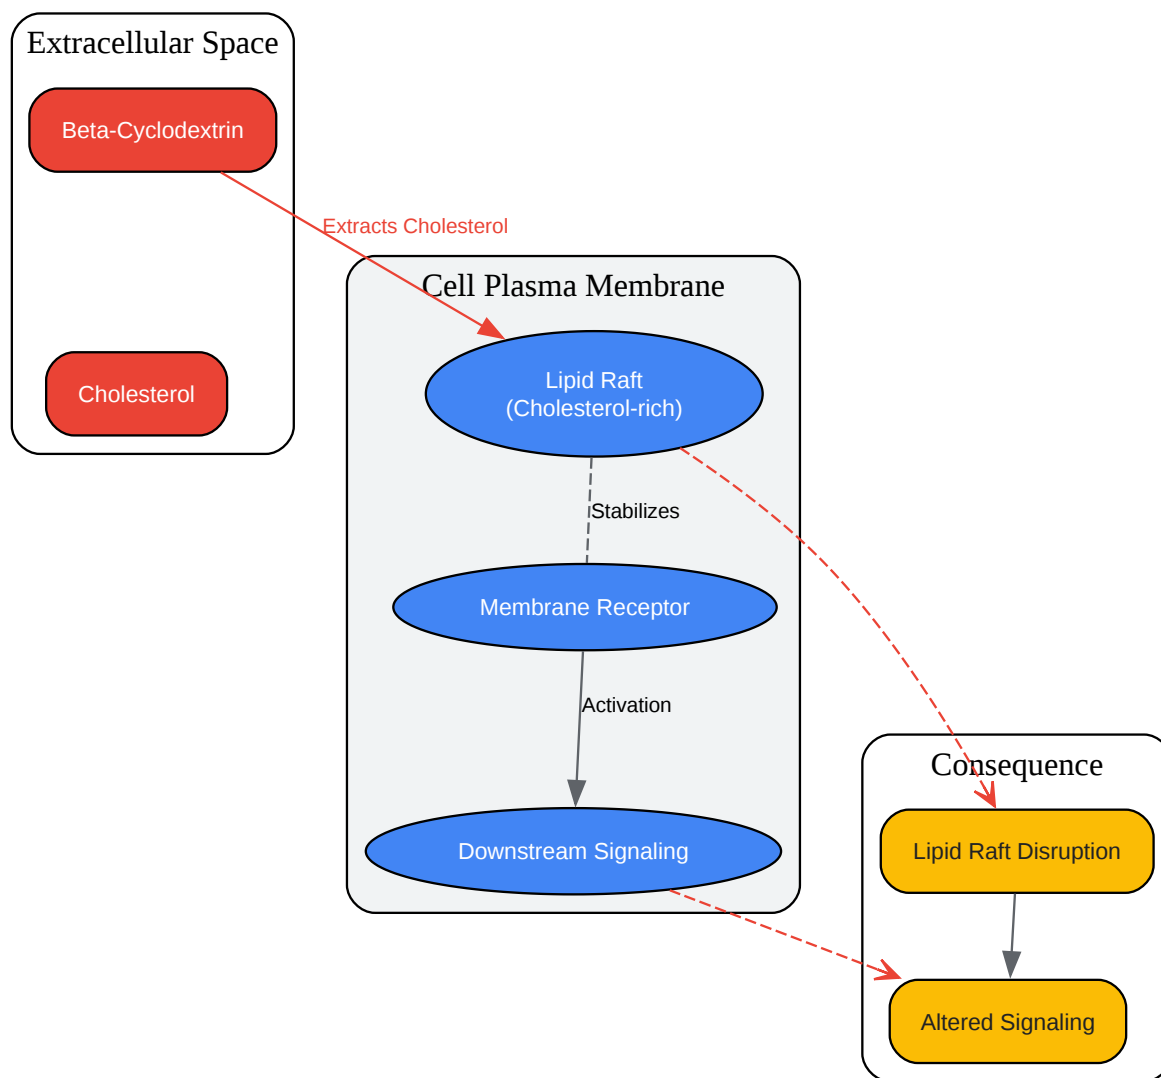 Extracellular Space
Beta-Cyclodextrin
Extracts Cholesterol
Cholesterol
Cell Plasma Membrane
Lipid Raft
(Cholesterol-rich)
Stabilizes
Membrane Receptor
Activation
Downstream Signaling
Consequence
Lipid Raft Disruption
Altered Signaling